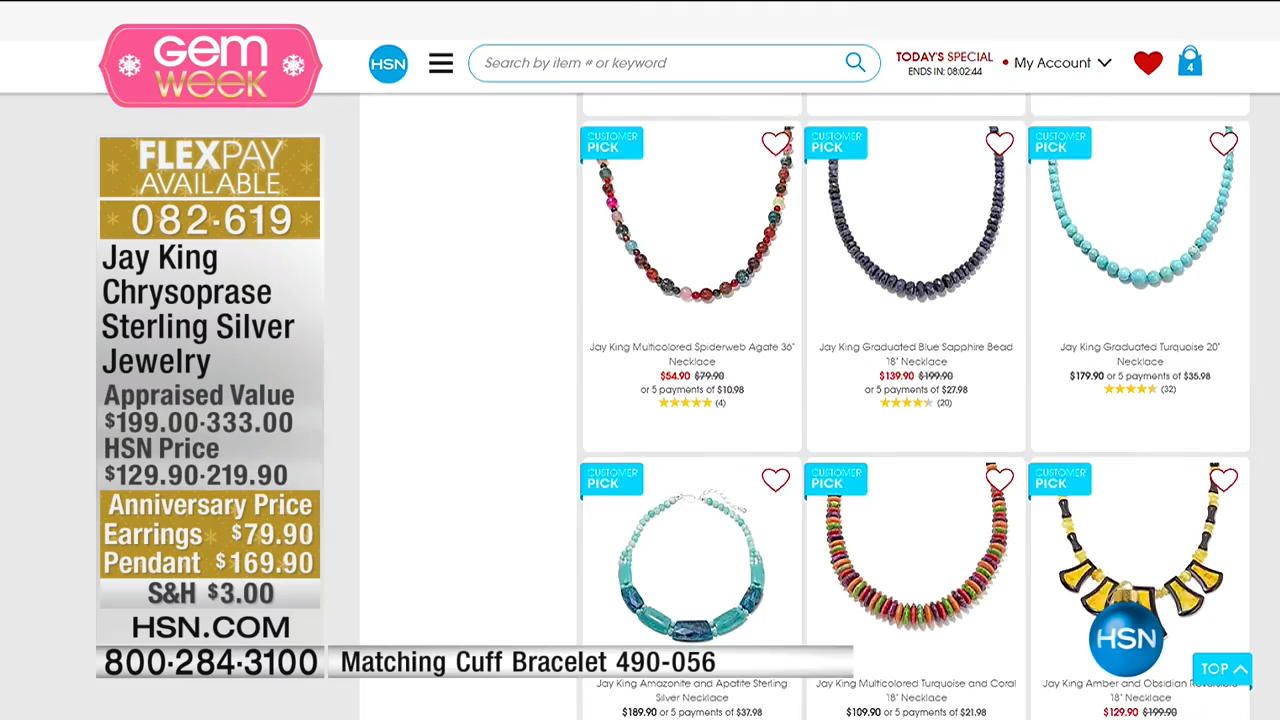 GEM
WEEK
HSN
Search by item # or keyword
TODAY'S SPECIAL
ENDS IN: 08:02:44
My Account
4
FLEXPAY
AVAILABLE
082-619
Jay King
Chrysoprase
Sterling Silver
Jewelry
Appraised Value
$199.00-333.00
HSN Price
$129.90-219.90
Anniversary Price
Earrings $79.90
Pendant $169.90
S&H $3.00
HSN.COM
800-284-3100
Matching Cuff Bracelet 490-056
CUSTOMER
PICK
CUSTOMER
PICK
CUSTOMER
PICK
Jay King Multicolored Spiderweb Agate 36"
Necklace
$54.90 $79.90
or 5 payments of $10.98
(4)
Jay King Graduated Blue Sapphire Bead
18" Necklace
$139.90 $199.90
or 5 payments of $27.98
(20)
Jay King Graduated Turquoise 20"
Necklace
$179.90 or 5 payments of $35.98
(32)
CUSTOMER
PICK
CUSTOMER
PICK
CUSTOMER
PICK
Jay King Amazonite and Apatite Sterling
Silver Necklace
$189.90 or 5 payments of $37.98
Jay King Multicolored Turquoise and Coral
18" Necklace
$109.90 or 5 payments of $21.98
Jay King Amber and Obsidian Reversible
18" Necklace
$129.90 $199.90
HSN
TOP